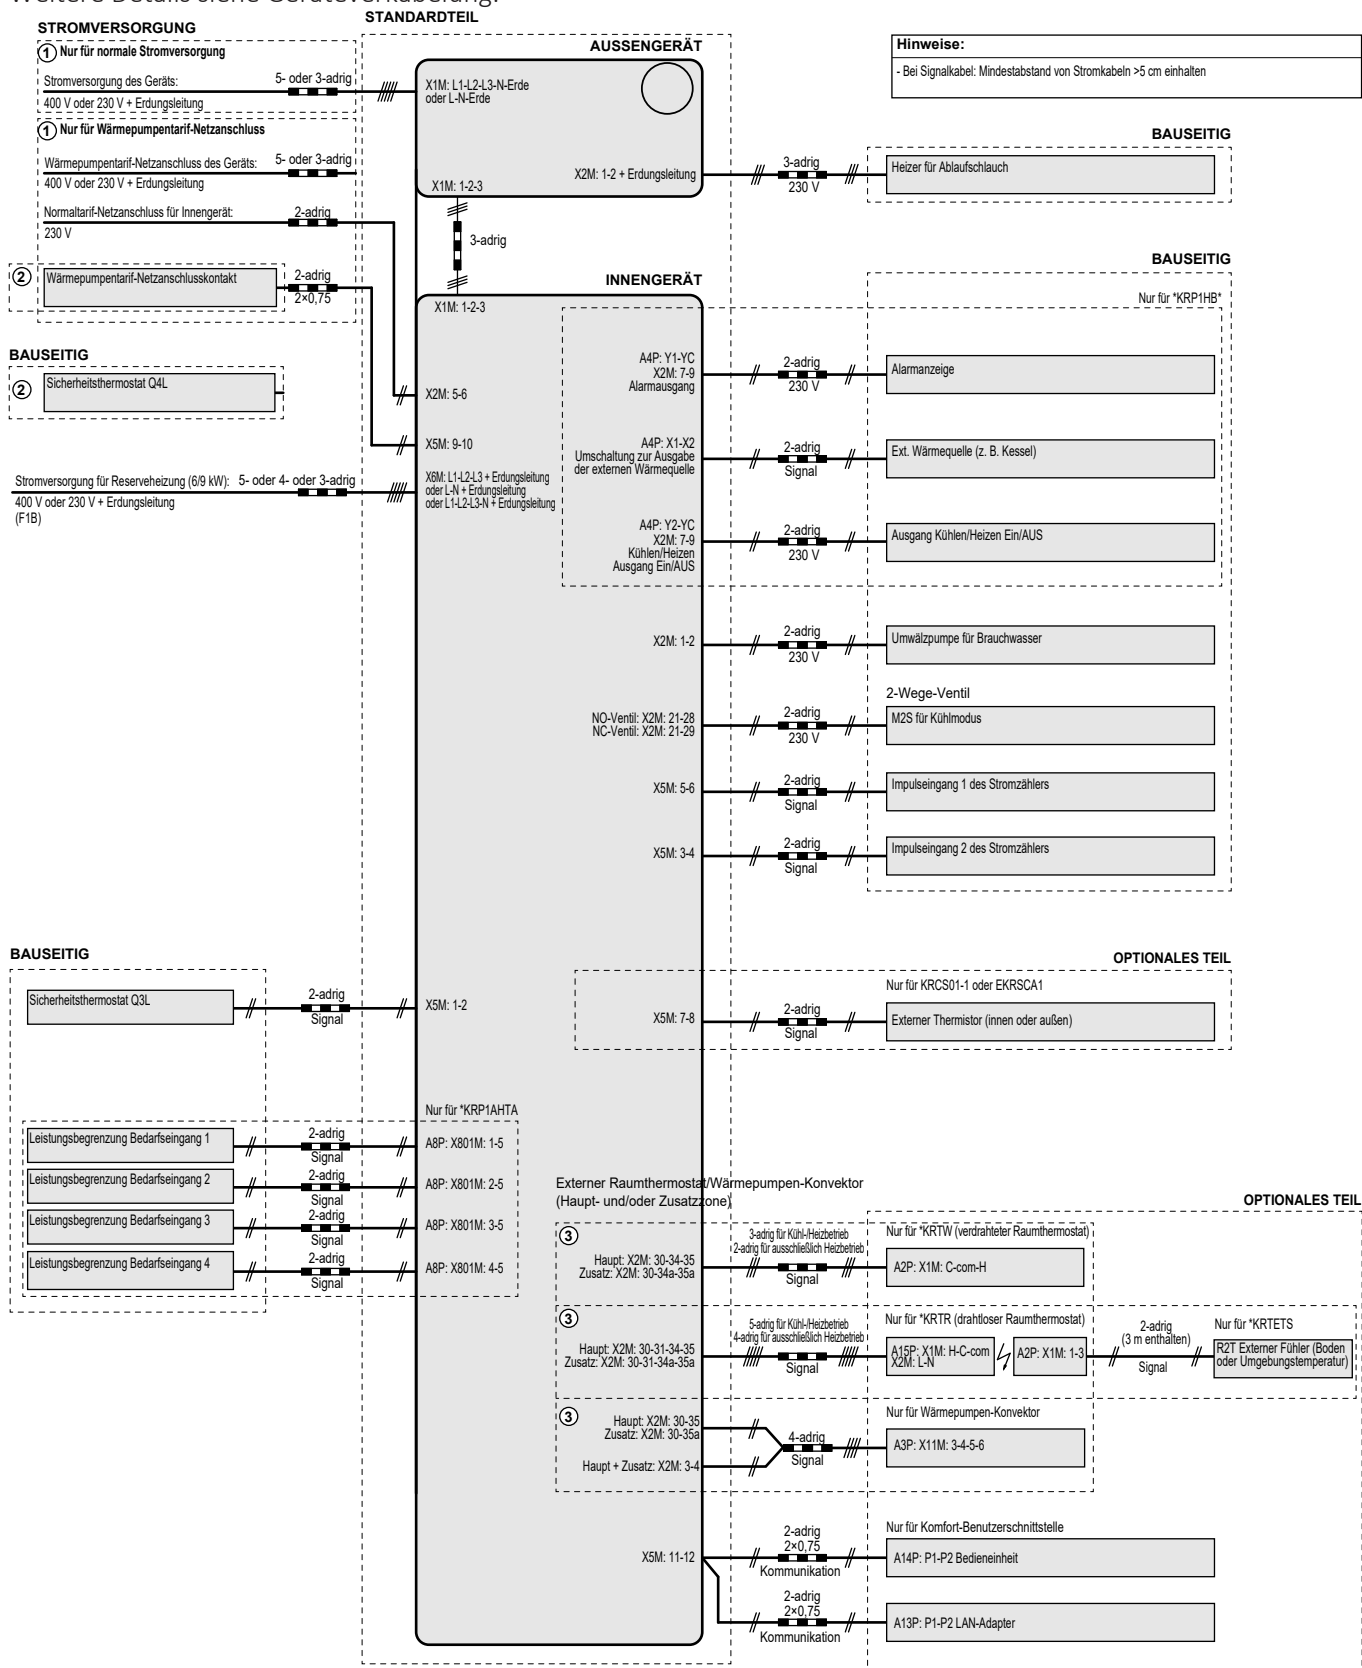 STROMVERSORGUNG
1 Nur für normale Stromversorgung
Stromversorgung des Geräts:
5- oder 3-adrig
400 V oder 230 V + Erdungsleitung
1 Nur für Wärmepumpentarif-Netzanschluss
Wärmepumpentarif-Netzanschluss des Geräts:
5- oder 3-adrig
400 V oder 230 V + Erdungsleitung
Normaltarif-Netzanschluss für Innengerät:
2-adrig
230 V
2
Wärmepumpentarif-Netzanschlusskontakt
2-adrig
2×0,75
BAUSEITIG
2
Sicherheitsthermostat Q4L
Stromversorgung für Reserveheizung (6/9 kW):
5- oder 4- oder 3-adrig
400 V oder 230 V + Erdungsleitung
(F1B)
STANDARDTEIL
AUSSENGERÄT
X1M: L1-L2-L3-N-Erde
oder L-N-Erde
X2M: 1-2 + Erdungsleitung
X1M: 1-2-3
3-adrig
INNENGERÄT
X1M: 1-2-3
X2M: 5-6
X5M: 9-10
X6M: L1-L2-L3 + Erdungsleitung
oder L-N + Erdungsleitung
oder L1-L2-L3-N + Erdungsleitung
Hinweise:
- Bei Signalkabel: Mindestabstand von Stromkabeln >5 cm einhalten
BAUSEITIG
3-adrig
230 V
Heizer für Ablaufschlauch
BAUSEITIG
Nur für *KRP1HB*
A4P: Y1-YC
X2M: 7-9
Alarmausgang
2-adrig
230 V
Alarmanzeige
A4P: X1-X2
Umschaltung zur Ausgabe
der externen Wärmequelle
2-adrig
Signal
Ext. Wärmequelle (z. B. Kessel)
A4P: Y2-YC
X2M: 7-9
Kühlen/Heizen
Ausgang Ein/AUS
2-adrig
230 V
Ausgang Kühlen/Heizen Ein/AUS
X2M: 1-2
2-adrig
230 V
Umwälzpumpe für Brauchwasser
2-Wege-Ventil
NO-Ventil: X2M: 21-28
NC-Ventil: X2M: 21-29
2-adrig
230 V
M2S für Kühlmodus
X5M: 5-6
2-adrig
Signal
Impulseingang 1 des Stromzählers
X5M: 3-4
2-adrig
Signal
Impulseingang 2 des Stromzählers
BAUSEITIG
Sicherheitsthermostat Q3L
2-adrig
Signal
X5M: 1-2
OPTIONALES TEIL
Nur für KRCS01-1 oder EKRSCA1
X5M: 7-8
2-adrig
Signal
Externer Thermistor (innen oder außen)
Nur für *KRP1AHTA
Leistungsbegrenzung Bedarfseingang 1
2-adrig
Signal
A8P: X801M: 1-5
Leistungsbegrenzung Bedarfseingang 2
2-adrig
Signal
A8P: X801M: 2-5
Leistungsbegrenzung Bedarfseingang 3
2-adrig
Signal
A8P: X801M: 3-5
Leistungsbegrenzung Bedarfseingang 4
2-adrig
Signal
A8P: X801M: 4-5
Externer Raumthermostat/Wärmepumpen-Konvektor
(Haupt- und/oder Zusatzzone)
OPTIONALES TEIL
3
Haupt: X2M: 30-34-35
Zusatz: X2M: 30-34a-35a
3-adrig für Kühl-/Heizbetrieb
2-adrig für ausschließlich Heizbetrieb
Signal
Nur für *KRTW (verdrahteter Raumthermostat)
A2P: X1M: C-com-H
3
Haupt: X2M: 30-31-34-35
Zusatz: X2M: 30-31-34a-35a
5-adrig für Kühl-/Heizbetrieb
4-adrig für ausschließlich Heizbetrieb
Signal
Nur für *KRTR (drahtloser Raumthermostat)
A15P: X1M: H-C-com
X2M: L-N
A2P: X1M: 1-3
2-adrig
(3 m enthalten)
Signal
Nur für *KRTETS
R2T Externer Fühler (Boden
oder Umgebungstemperatur)
3
Haupt: X2M: 30-35
Zusatz: X2M: 30-35a
Haupt + Zusatz: X2M: 3-4
4-adrig
Signal
Nur für Wärmepumpen-Konvektor
A3P: X11M: 3-4-5-6
Nur für Komfort-Benutzerschnittstelle
X5M: 11-12
2-adrig
2×0,75
Kommunikation
A14P: P1-P2 Bedieneinheit
2-adrig
2×0,75
Kommunikation
A13P: P1-P2 LAN-Adapter